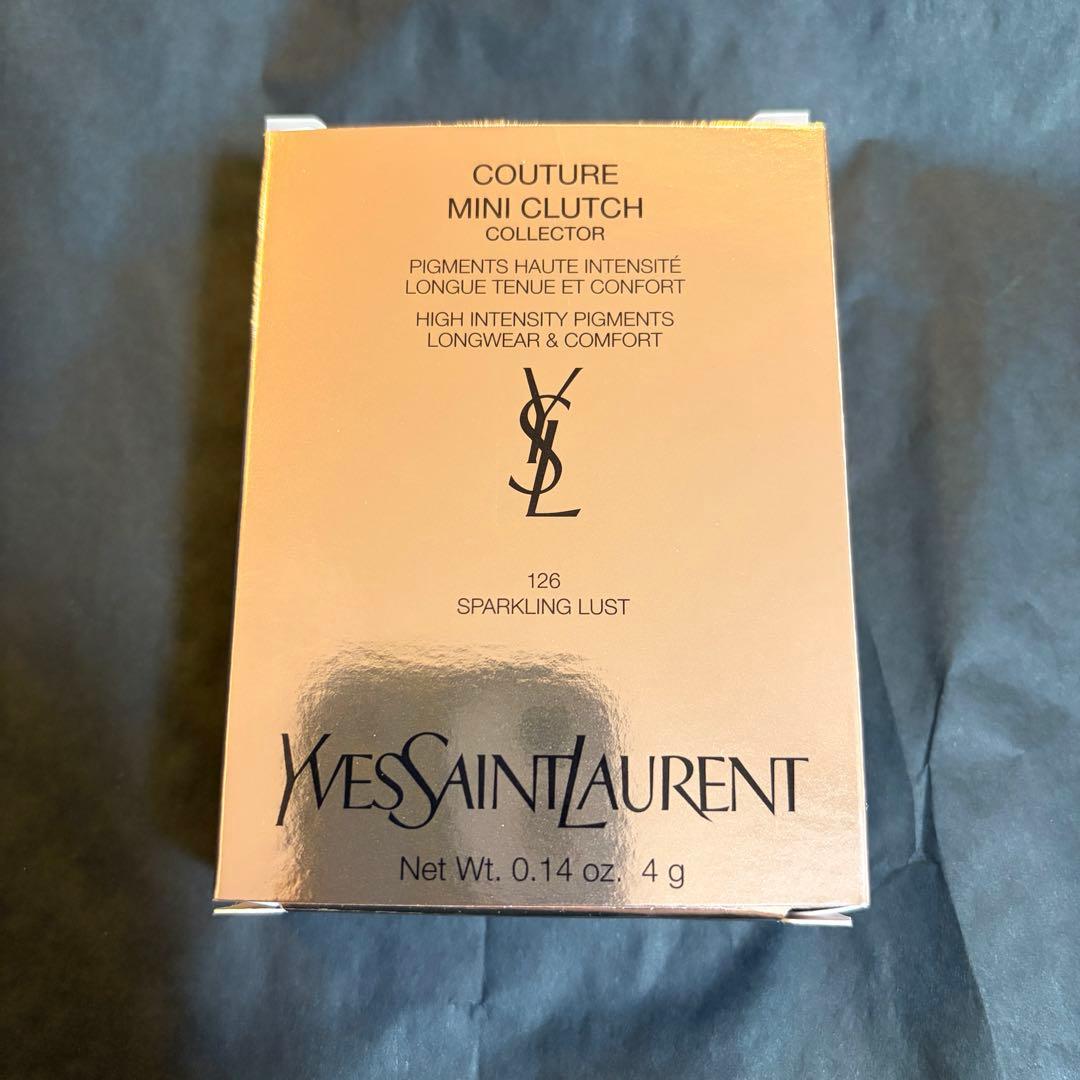 COUTURE
MINI CLUTCH
COLLECTOR
PIGMENTS HAUTE INTENSITÉ
LONGUE TENUE ET CONFORT
HIGH INTENSITY PIGMENTS
LONGWEAR & COMFORT
YSL
126
SPARKLING LUST
YVESSAINTLAURENT
Net Wt. 0.14 oz. 4 g